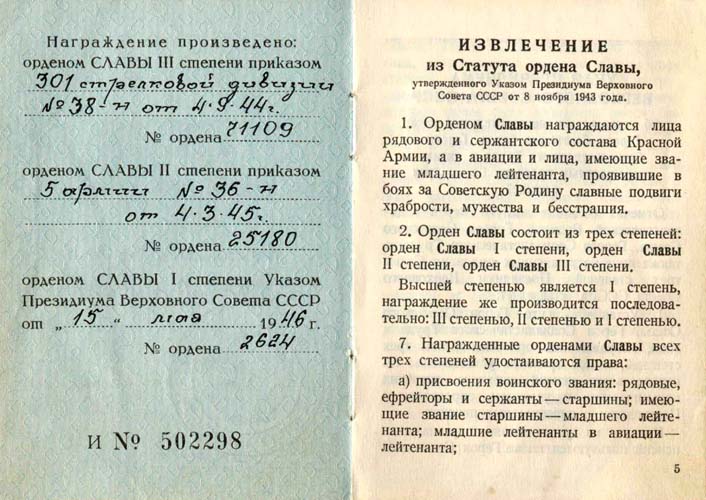 Награждение произведено:
орденом СЛАВЫ III степени приказом
301 стрелковой дивизии
№ 38-н от 4.9.44г.
№ ордена 71109
орденом СЛАВЫ II степени приказом
5 армии № 36-н
от 4.3.45г.
№ ордена 25180
орденом СЛАВЫ I степени Указом
Президиума Верховного Совета СССР
от „15“ мая 1946 г.
№ ордена 2624
И № 502298
ИЗВЛЕЧЕНИЕ
из Статута ордена Славы,
утвержденного Указом Президиума Верховного
Совета СССР от 8 ноября 1943 года.
1. Орденом Славы награждаются лица
рядового и сержантского состава Красной
Армии, а в авиации и лица, имеющие зва-
ние младшего лейтенанта, проявившие в
боях за Советскую Родину славные подвиги
храбрости, мужества и бесстрашия.
2. Орден Славы состоит из трех степеней:
орден Славы I степени, орден Славы
II степени, орден Славы III степени.
Высшей степенью является I степень,
награждение же производится последова-
тельно: III степенью, II степенью и I степенью.
7. Награжденные орденами Славы всех
трех степеней удостаиваются права:
а) присвоения воинского звания: рядовые,
ефрейторы и сержанты — старшины; имею-
щие звание старшины — младшего лейте-
нанта; младшие лейтенанты в авиации —
лейтенанта;
5